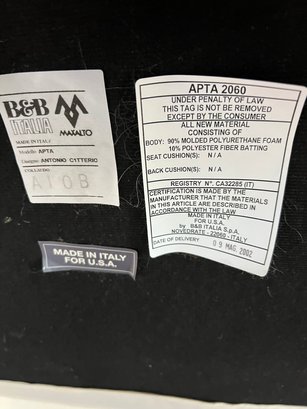 B&B
ITALIA
MAXALTO
MADE IN ITALY
Modello: APTA
Designer: ANTONIO CITTERIO
COLLAUDO
A10B
MADE IN ITALY
FOR U.S.A.
APTA 2060
UNDER PENALTY OF LAW
THIS TAG IS NOT BE REMOVED
EXCEPT BY THE CONSUMER
ALL NEW MATERIAL
CONSISTING OF
BODY: 90% MOLDED POLYURETHANE FOAM
10% POLYESTER FIBER BATTING
SEAT CUSHION(S): N / A
BACK CUSHION(S): N / A
REGISTRY N°. CA32285 (IT)
CERTIFICATION IS MADE BY THE
MANUFACTURER THAT THE MATERIALS
IN THIS ARTICLE ARE DESCRIBED IN
ACCORDANCE WITH THE LAW
MADE IN ITALY
FOR U.S.A.
by B&B ITALIA S.p.A.
NOVEDRATE - 22060 - ITALY
DATE OF DELIVERY 09 MAG. 2002